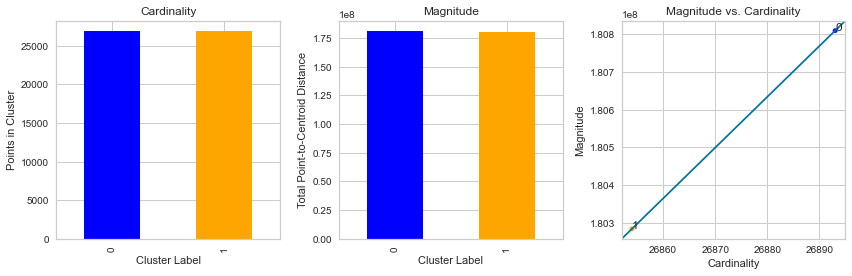 Cardinality
Points in Cluster
25000
20000
15000
10000
5000
0
0
1
Cluster Label
Magnitude
1e8
Total Point-to-Centroid Distance
1.75
1.50
1.25
1.00
0.75
0.50
0.25
0.00
0
1
Cluster Label
Magnitude vs. Cardinality
1e8
Magnitude
1.808
1.807
1.806
1.805
1.804
1.803
0
1
26860
26870
26880
26890
Cardinality